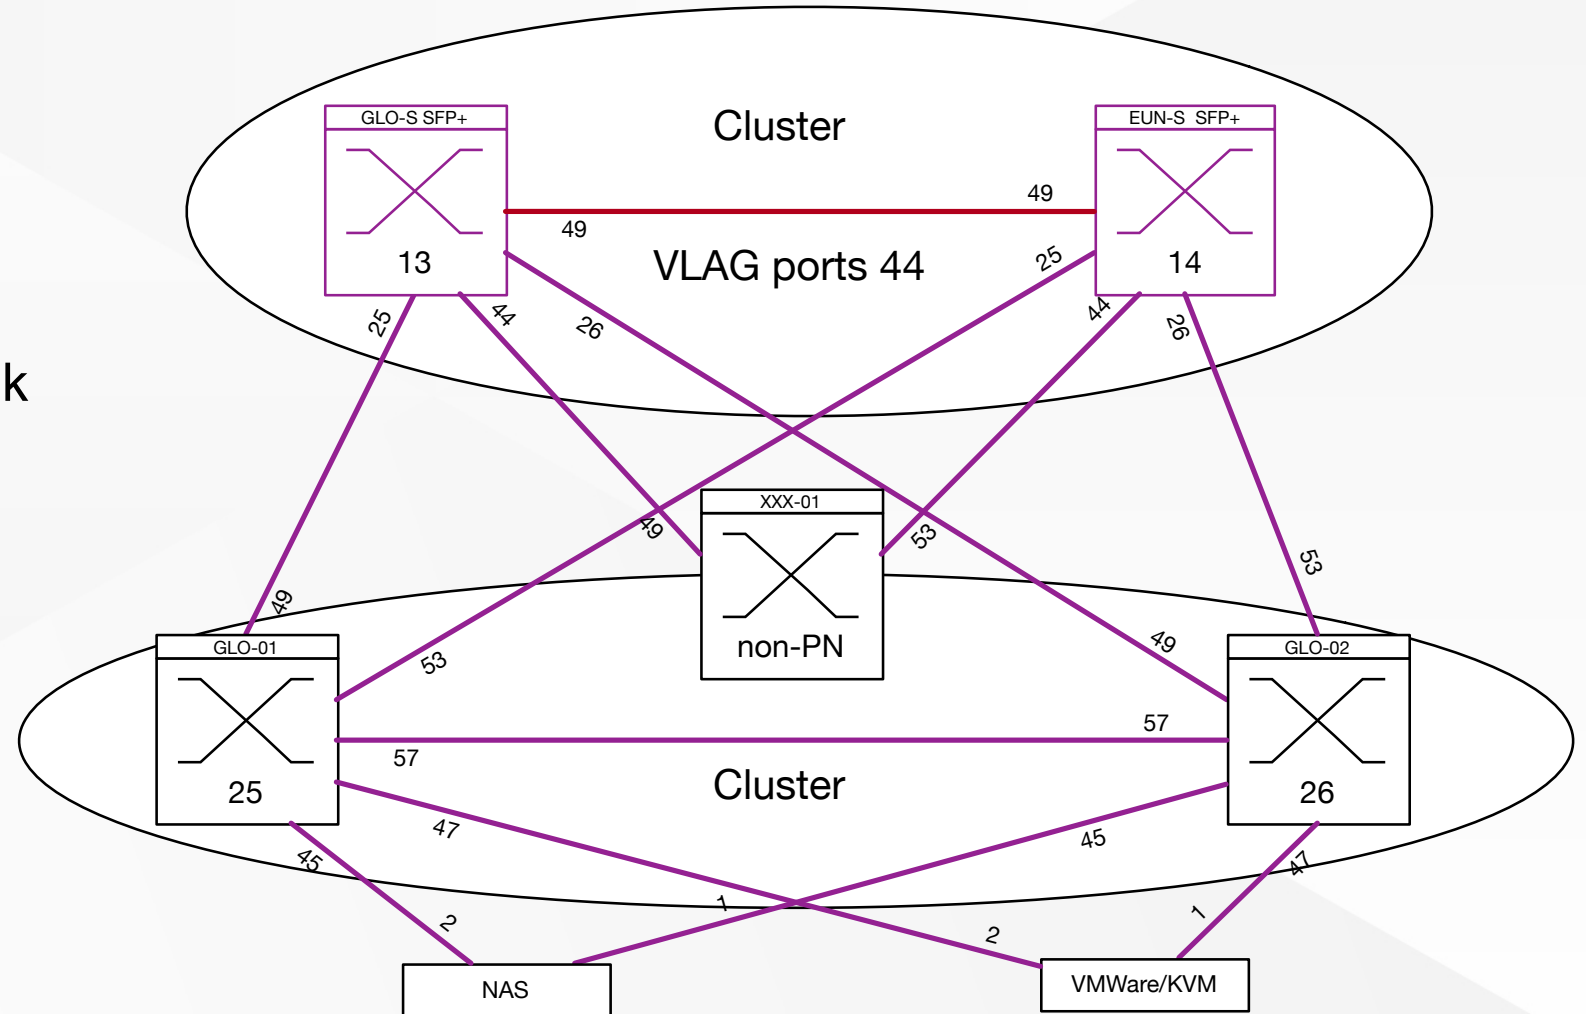 GLO-S SFP+
Cluster
EUN-S  SFP+
49
49
13
VLAG ports 44
25
14
25
44
26
44
26
k
XXX-01
49
53
53
49
non-PN
GLO-01
53
49
GLO-02
57
57
25
Cluster
26
47
45
45
47
2
1
2
1
NAS
VMWare/KVM